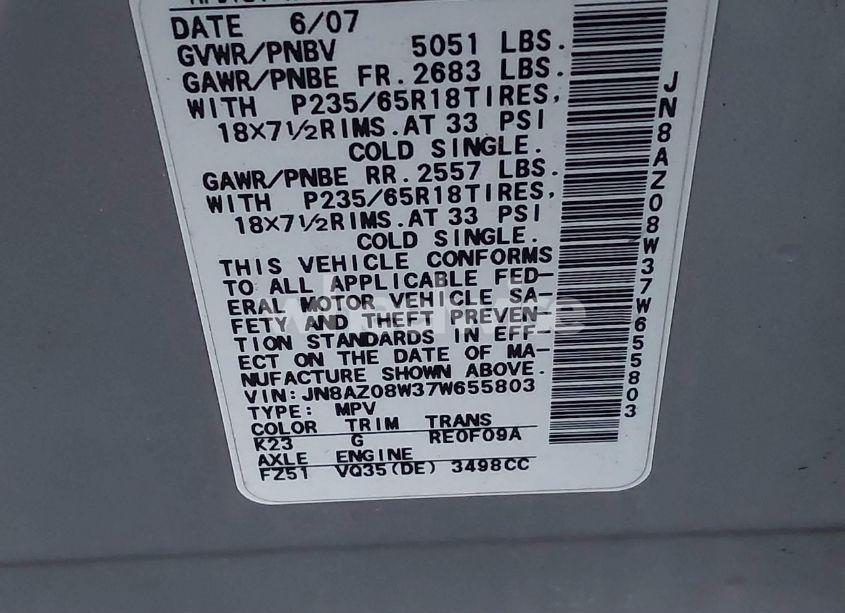 DATE 6/07
GVWR/PNBV 5051 LBS.
GAWR/PNBE FR. 2683 LBS.
WITH P235/65R18TIRES,
18X7½RIMS.AT 33 PSI
COLD SINGLE.
GAWR/PNBE RR. 2557 LBS.
WITH P235/65R18TIRES,
18X7½RIMS.AT 33 PSI
COLD SINGLE.
THIS VEHICLE CONFORMS
TO ALL APPLICABLE FED-
ERAL MOTOR VEHICLE SA-
FETY AND THEFT PREVEN-
TION STANDARDS IN EFF-
ECT ON THE DATE OF MA-
NUFACTURE SHOWN ABOVE.
VIN:JN8AZ08W37W655803
TYPE: MPV
COLOR TRIM TRANS
K23 G RE0F09A
AXLE ENGINE
FZ51 VQ35(DE) 3498CC
JN8AZ08W37W655803